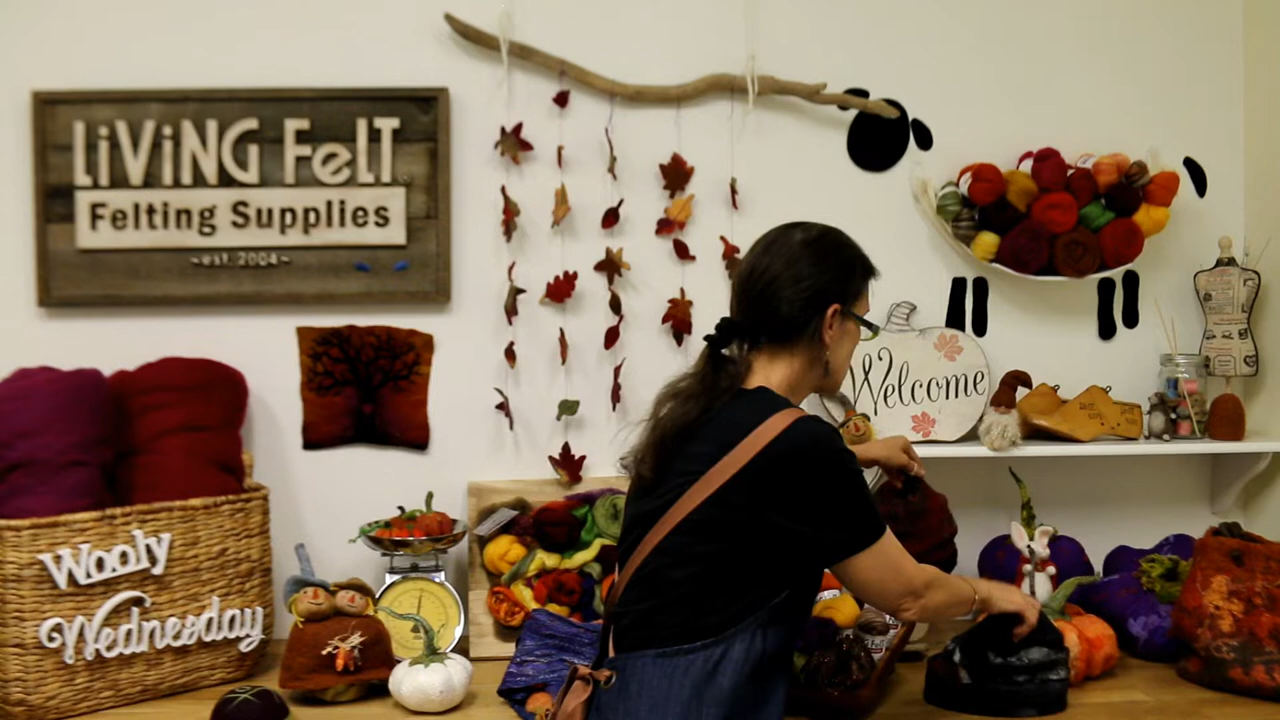 LiViNG FeLT
Felting Supplies
~est. 2004~
Welcome
Wooly
Wednesday